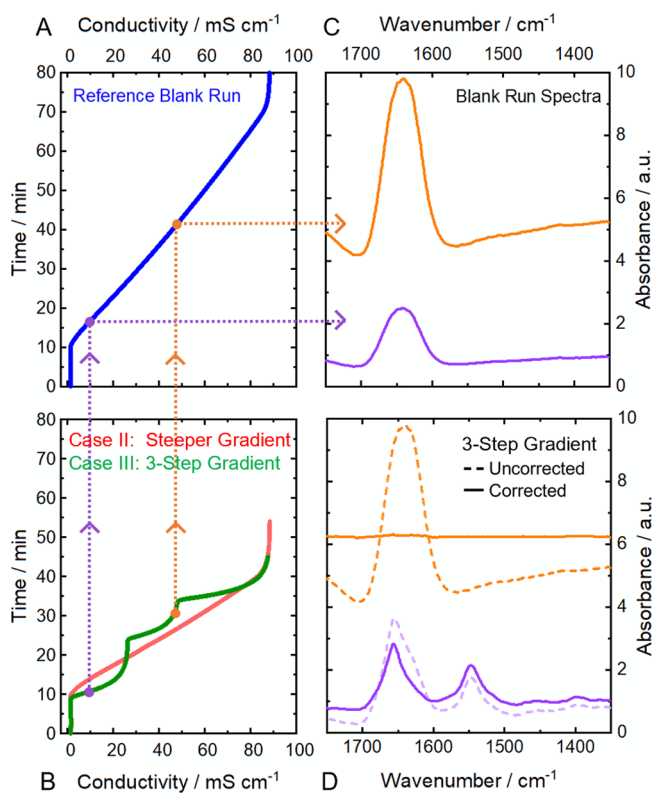 A Conductivity / mS cm⁻¹
0 20 40 60 80 100
Time / min
80
70
60
50
40
30
20
10
0
Reference Blank Run
C Wavenumber / cm⁻¹
1700 1600 1500 1400
Blank Run Spectra
10
8
6
4
2
0
Absorbance / a.u.
Case II: Steeper Gradient
Case III: 3-Step Gradient
Time / min
80
70
60
50
40
30
20
10
0
0 20 40 60 80 100
B Conductivity / mS cm⁻¹
3-Step Gradient
Uncorrected
Corrected
10
8
6
4
2
0
Absorbance / a.u.
1700 1600 1500 1400
D Wavenumber / cm⁻¹